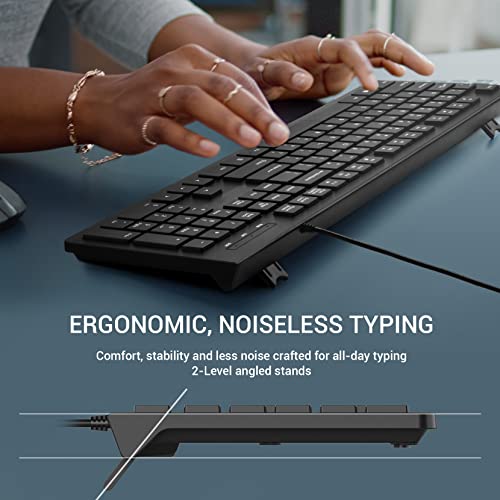 ERGONOMIC, NOISELESS TYPING
Comfort, stability and less noise crafted for all-day typing
2-Level angled stands